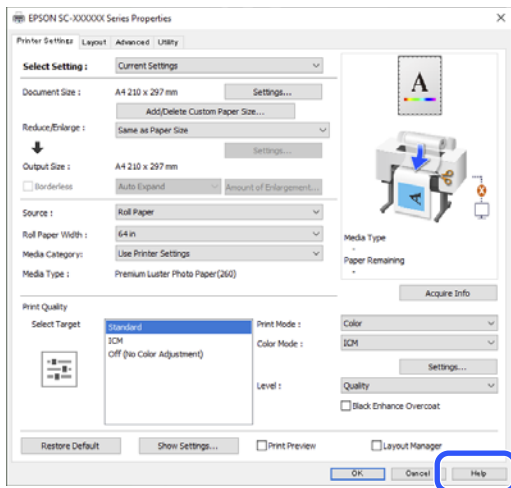 EPSON SC-XXXXXX Series Properties
Printer Settings Layout Advanced Utility
Select Setting : Current Settings
Document Size : A4 210 x 297 mm Settings...
Add/Delete Custom Paper Size...
Reduce/Enlarge : Same as Paper Size
Settings...
Output Size : A4 210 x 297 mm
Borderless Auto Expand Amount of Enlargement...
Source : Roll Paper
Roll Paper Width : 64 in
Media Category: Use Printer Settings
Media Type : Premium Luster Photo Paper(260)
A
A
Media Type
-
Paper Remaining
-
Acquire Info
Print Quality
Select Target
Standard
ICM
Off (No Color Adjustment)
Print Mode : Color
Color Mode : ICM
Settings...
Level : Quality
Black Enhance Overcoat
Restore Default Show Settings... Print Preview Layout Manager
OK Cancel Help